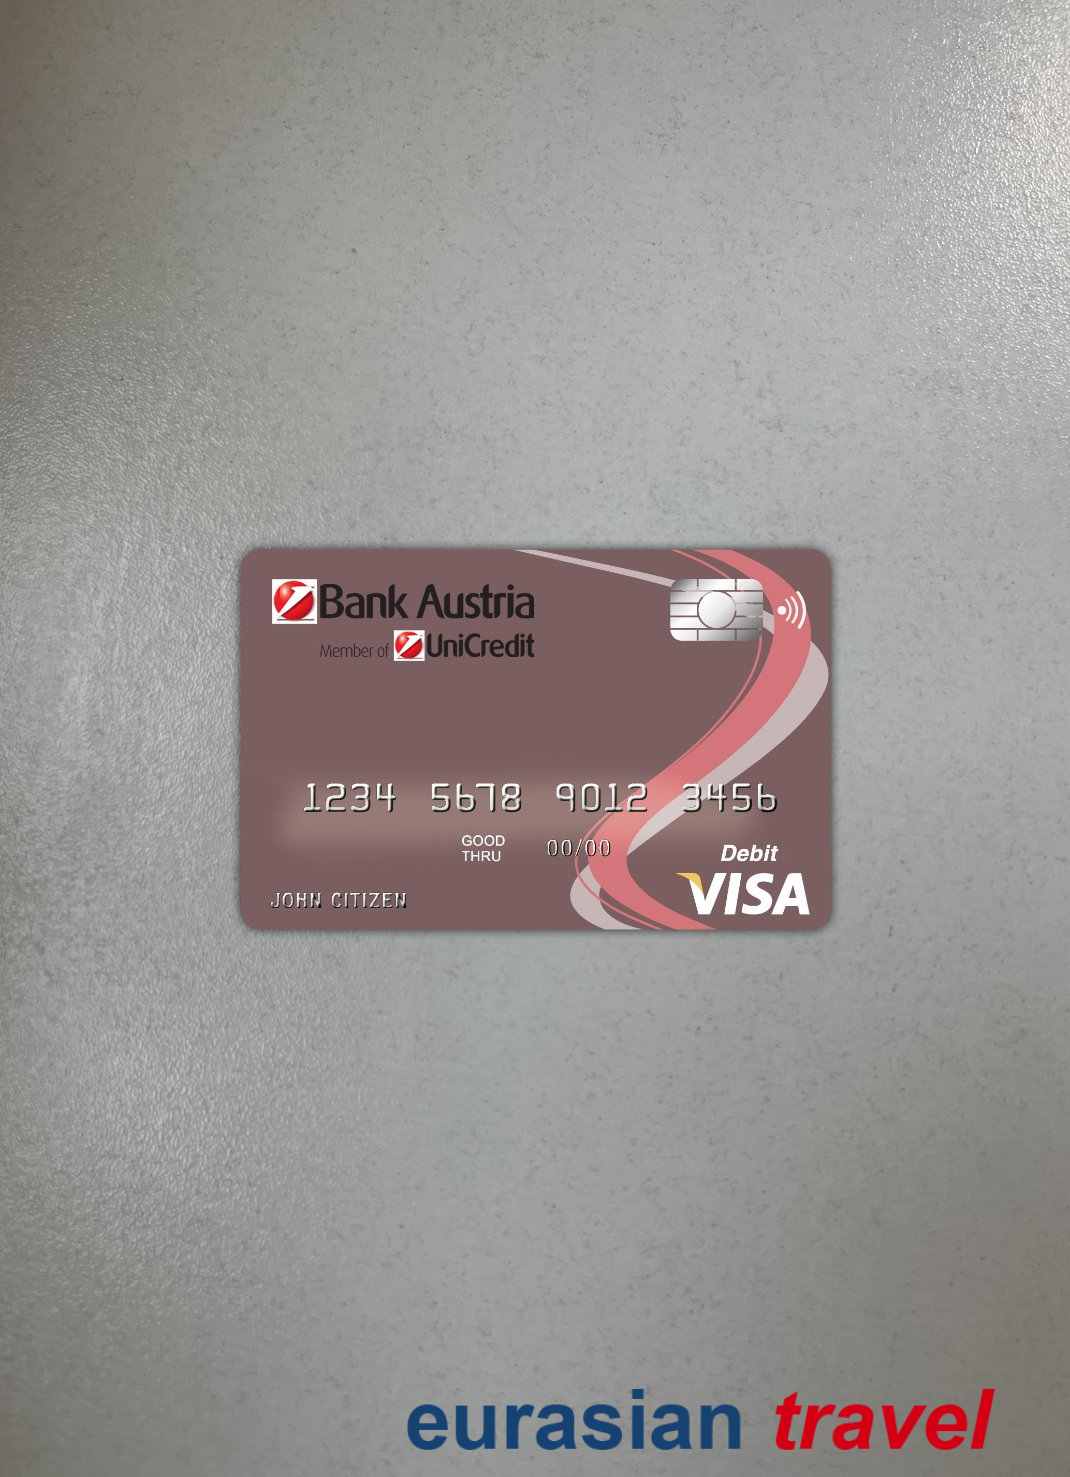 Bank Austria
Member of UniCredit
1234 5678 9012 3456
GOOD
THRU
00/00
Debit
VISA
JOHN CITIZEN
eurasian travel